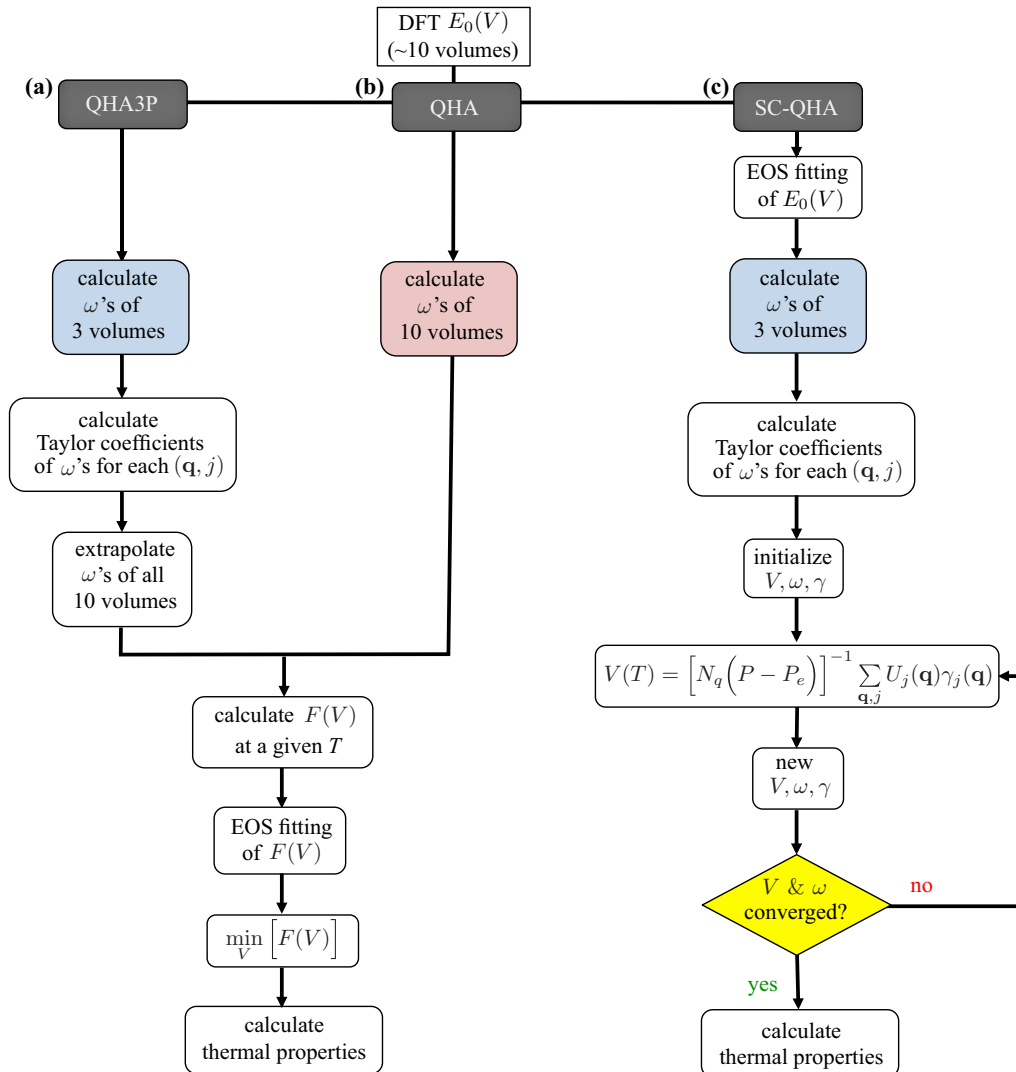 DFT E₀(V)
(~10 volumes)
(a)
QHA3P
(b)
QHA
(c)
SC-QHA
EOS fitting
of E₀(V)
calculate
ω's of
3 volumes
calculate
ω's of
10 volumes
calculate
ω's of
3 volumes
calculate
Taylor coefficients
of ω's for each (q, j)
calculate
Taylor coefficients
of ω's for each (q, j)
extrapolate
ω's of all
10 volumes
initialize
V, ω, γ
V(T) = [N_q(P − P_e)]⁻¹ ∑_{q,j} U_j(q)γ_j(q)
calculate F(V)
at a given T
new
V, ω, γ
EOS fitting
of F(V)
V & ω
converged?
no
min_V [F(V)]
yes
calculate
thermal properties
calculate
thermal properties